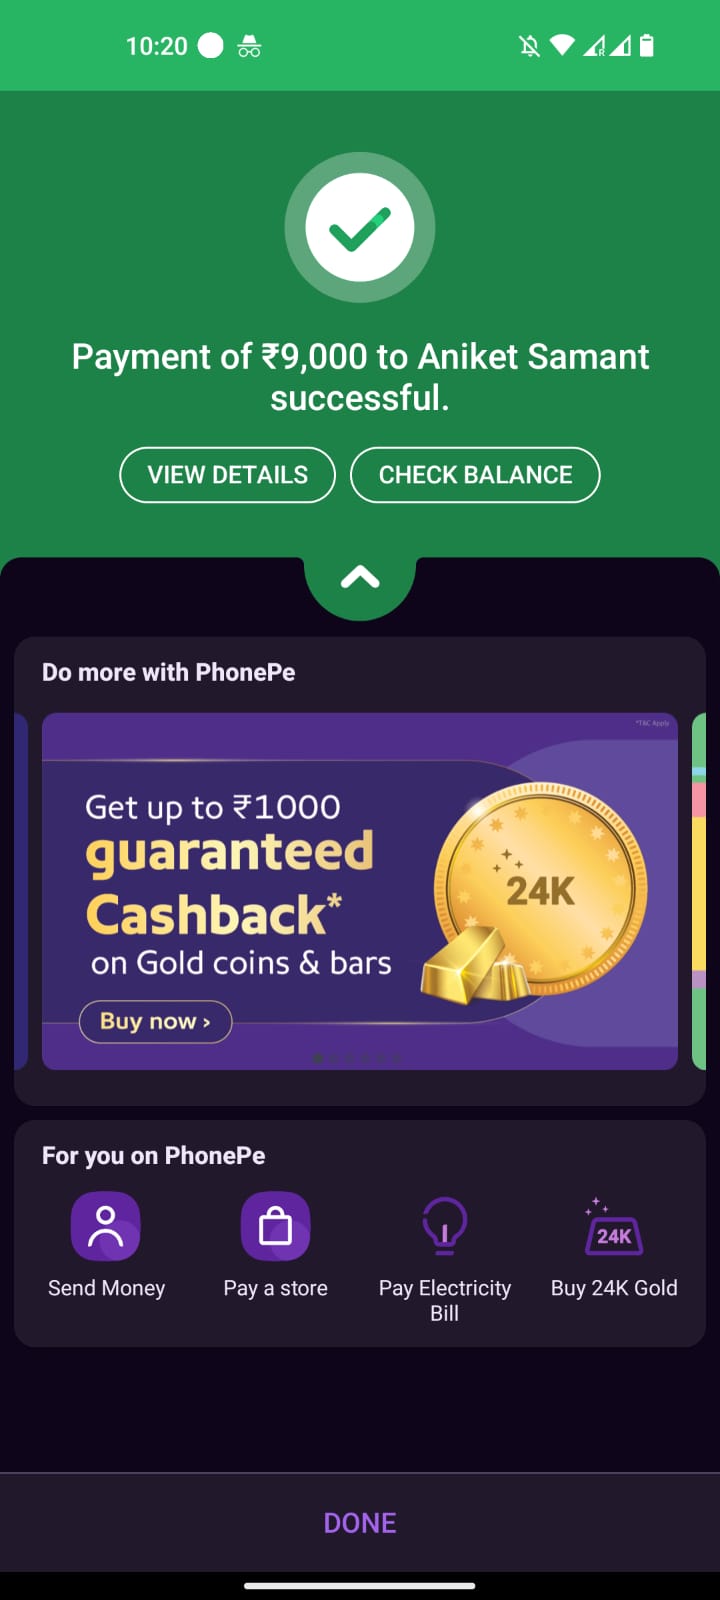 10:20
R
Payment of ₹9,000 to Aniket Samant
successful.
VIEW DETAILS
CHECK BALANCE
Do more with PhonePe
*T&C Apply
Get up to ₹1000
guaranteed
Cashback*
on Gold coins & bars
24K
Buy now ›
For you on PhonePe
24K
Send Money
Pay a store
Pay Electricity
Bill
Buy 24K Gold
DONE